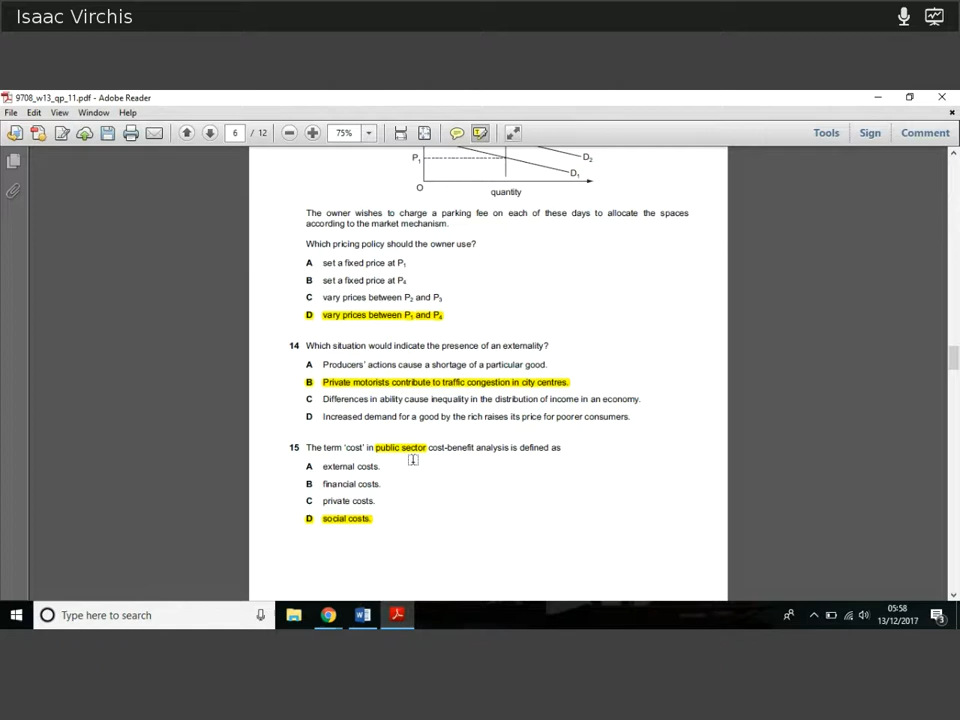 Isaac Virchis
9708_w13_qp_11.pdf - Adobe Reader
File Edit View Window Help
6 / 12 75% Tools Sign Comment
P1 D2
D1
O
quantity
The owner wishes to charge a parking fee on each of these days to allocate the spaces
according to the market mechanism.
Which pricing policy should the owner use?
A set a fixed price at P1
B set a fixed price at P4
C vary prices between P2 and P3
D vary prices between P1 and P4
14 Which situation would indicate the presence of an externality?
A Producers' actions cause a shortage of a particular good.
B Private motorists contribute to traffic congestion in city centres.
C Differences in ability cause inequality in the distribution of income in an economy.
D Increased demand for a good by the rich raises its price for poorer consumers.
15 The term 'cost' in public sector cost-benefit analysis is defined as
A external costs.
B financial costs.
C private costs.
D social costs.
Type here to search
05:58
13/12/2017
3